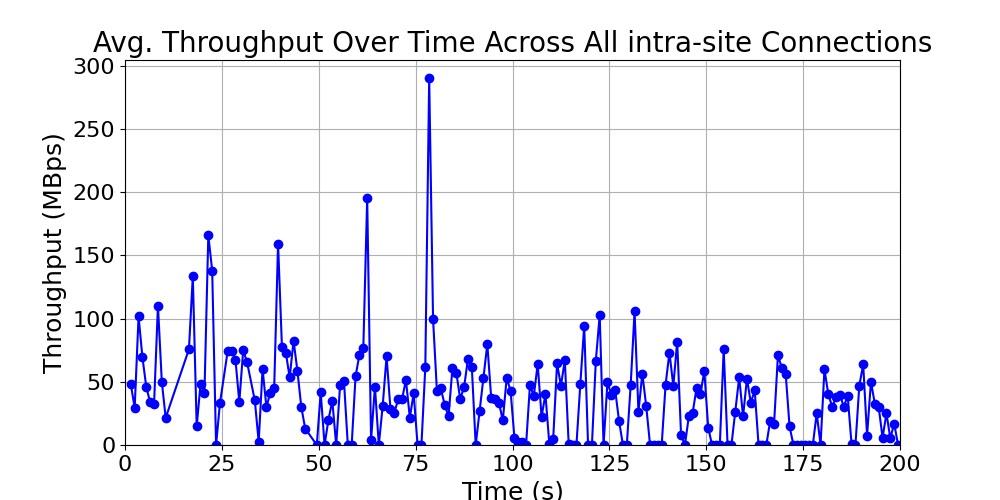 Avg. Throughput Over Time Across All intra-site Connections
Throughput (MBps)
300
250
200
150
100
50
0
0 25 50 75 100 125 150 175 200
Time (s)